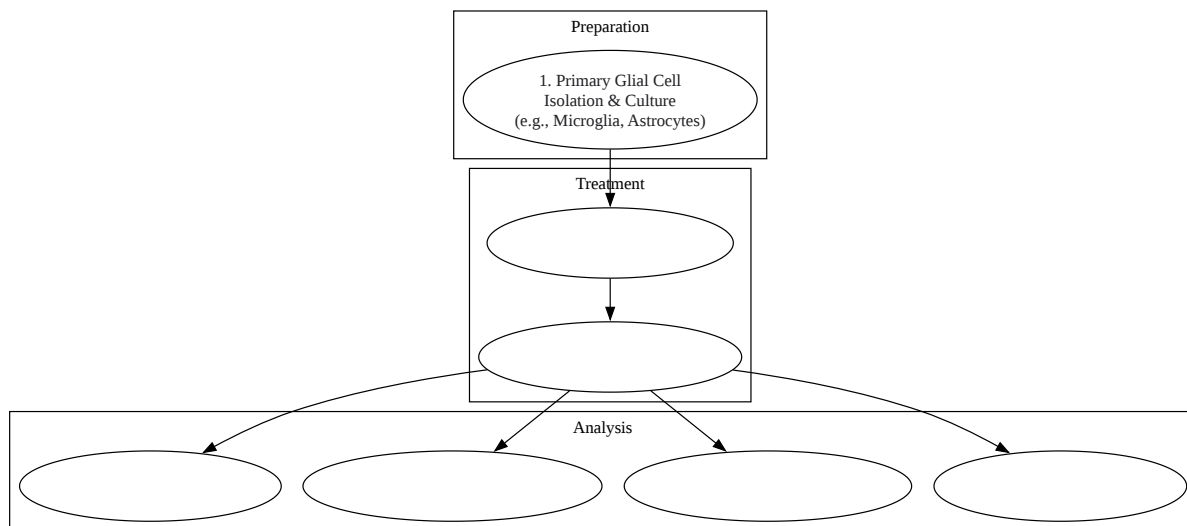 Preparation
1. Primary Glial Cell
Isolation & Culture
(e.g., Microglia, Astrocytes)
Treatment
Analysis